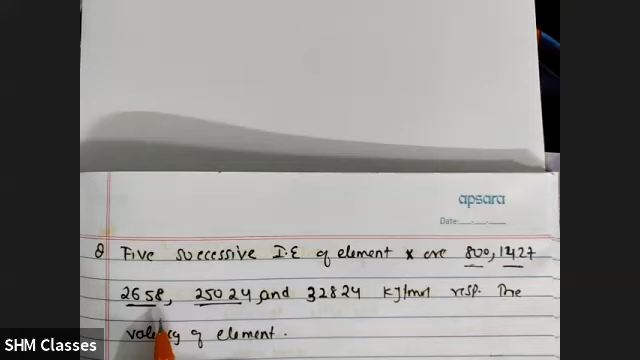 apsara
Date:
Q Five successive I.E of element x are 800, 1427
2658, 25024 and 32824 kJ/mol resp. The
valency of element.
SHM Classes